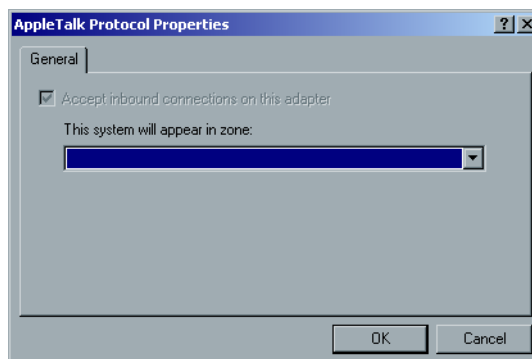 AppleTalk Protocol Properties
General
Accept inbound connections on this adapter
This system will appear in zone:
OK
Cancel